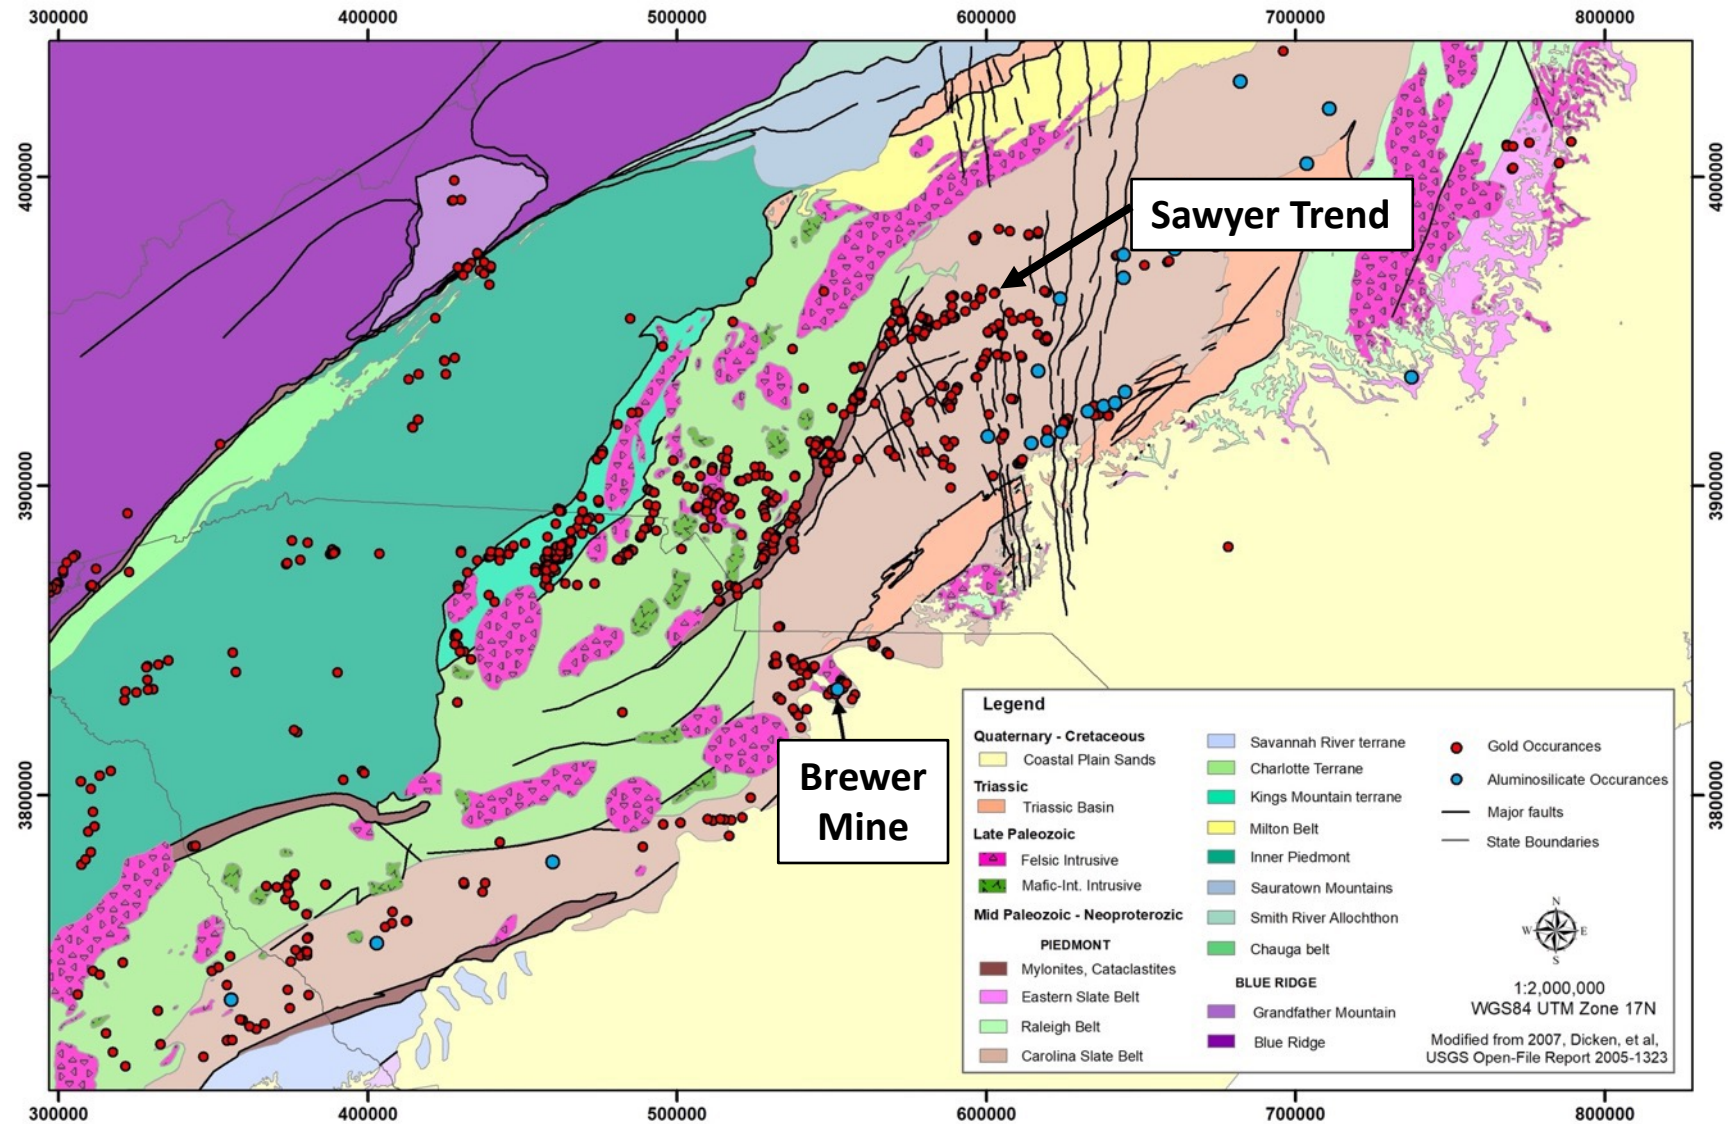 300000 400000 500000 600000 700000 800000
4000000 4000000
3900000 3900000
3800000 3800000
Sawyer Trend
Brewer
Mine
Legend
Quaternary - Cretaceous
Coastal Plain Sands
Triassic
Triassic Basin
Late Paleozoic
Felsic Intrusive
Mafic-Int. Intrusive
Mid Paleozoic - Neoproterozic
PIEDMONT
Mylonites, Cataclastites
Eastern Slate Belt
Raleigh Belt
Carolina Slate Belt
Savannah River terrane
Charlotte Terrane
Kings Mountain terrane
Milton Belt
Inner Piedmont
Sauratown Mountains
Smith River Allochthon
Chauga belt
BLUE RIDGE
Grandfather Mountain
Blue Ridge
Gold Occurances
Aluminosilicate Occurances
Major faults
State Boundaries
N
W E
S
1:2,000,000
WGS84 UTM Zone 17N
Modified from 2007, Dicken, et al,
USGS Open-File Report 2005-1323
300000 400000 500000 600000 700000 800000